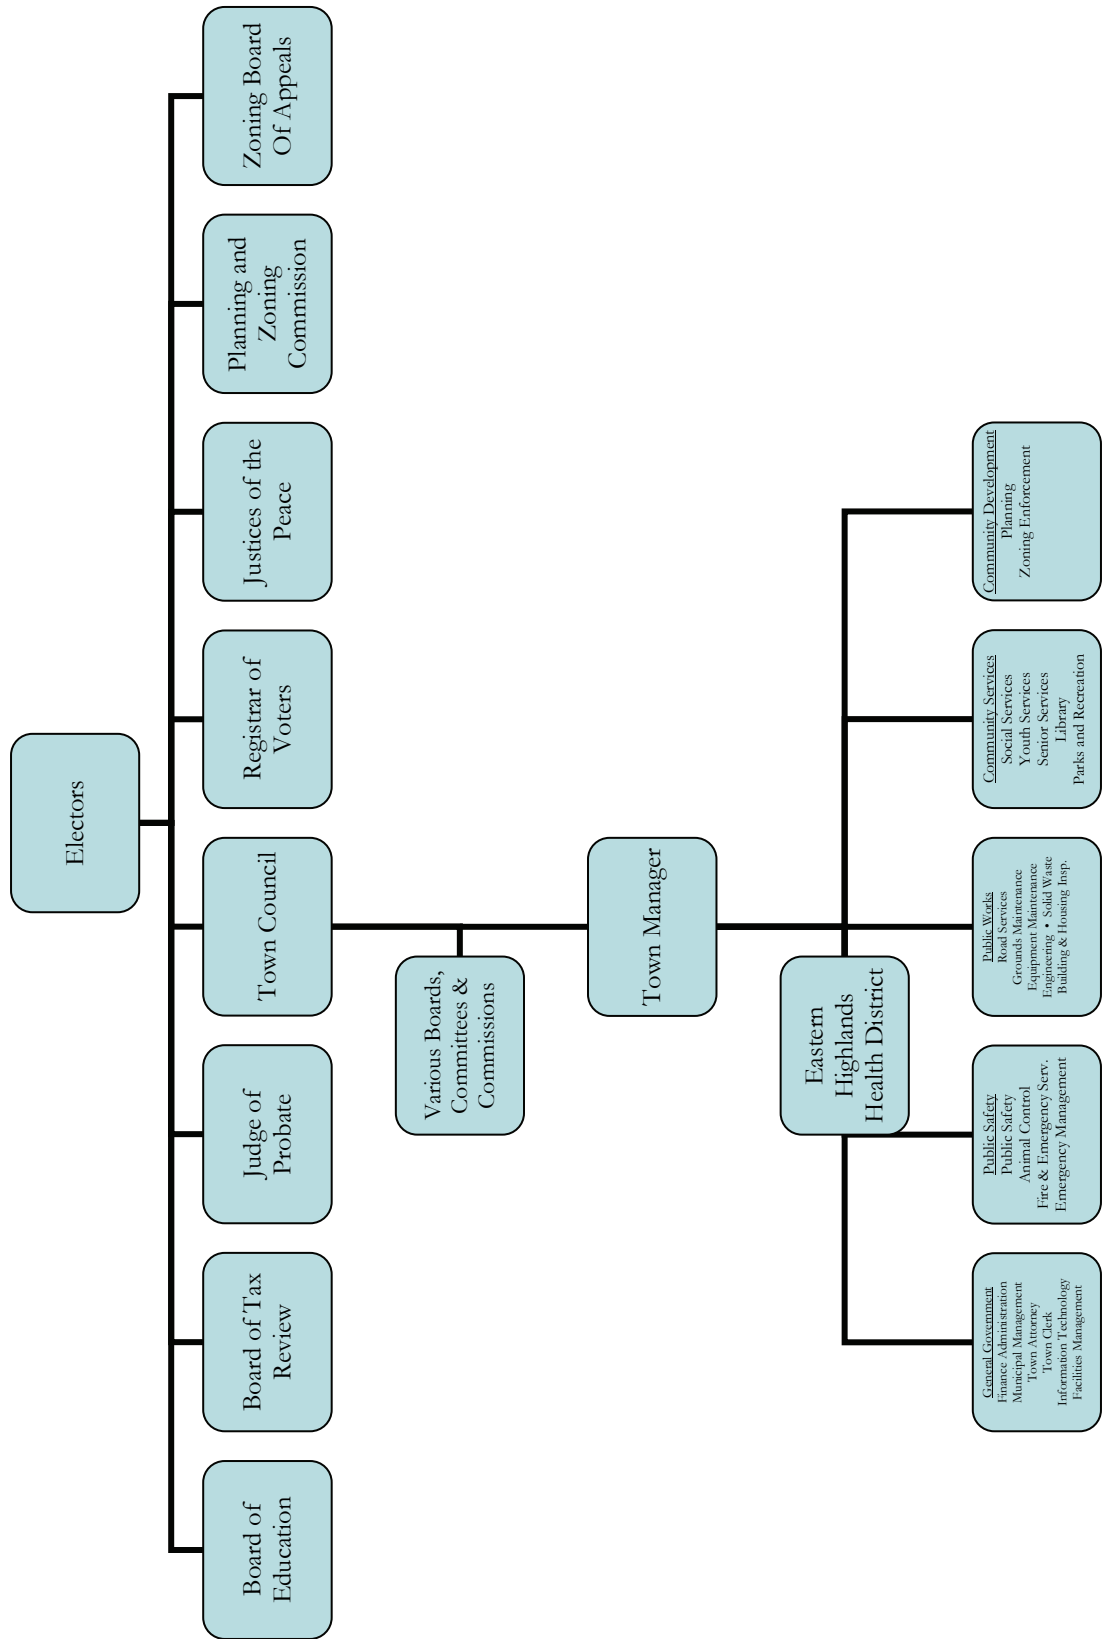 Electors
Board of
Education
Board of Tax
Review
Judge of
Probate
Town Council
Registrar of
Voters
Justices of the
Peace
Planning and
Zoning
Commission
Zoning Board
Of Appeals
Various Boards,
Committees &
Commissions
Town Manager
Eastern
Highlands
Health District
General Government
Finance Administration
Municipal Management
Town Attorney
Town Clerk
Information Technology
Facilities Management
Public Safety
Public Safety
Animal Control
Fire & Emergency Serv.
Emergency Management
Public Works
Road Services
Grounds Maintenance
Equipment Maintenance
Engineering • Solid Waste
Building & Housing Insp.
Community Services
Social Services
Youth Services
Senior Services
Library
Parks and Recreation
Community Development
Planning
Zoning Enforcement